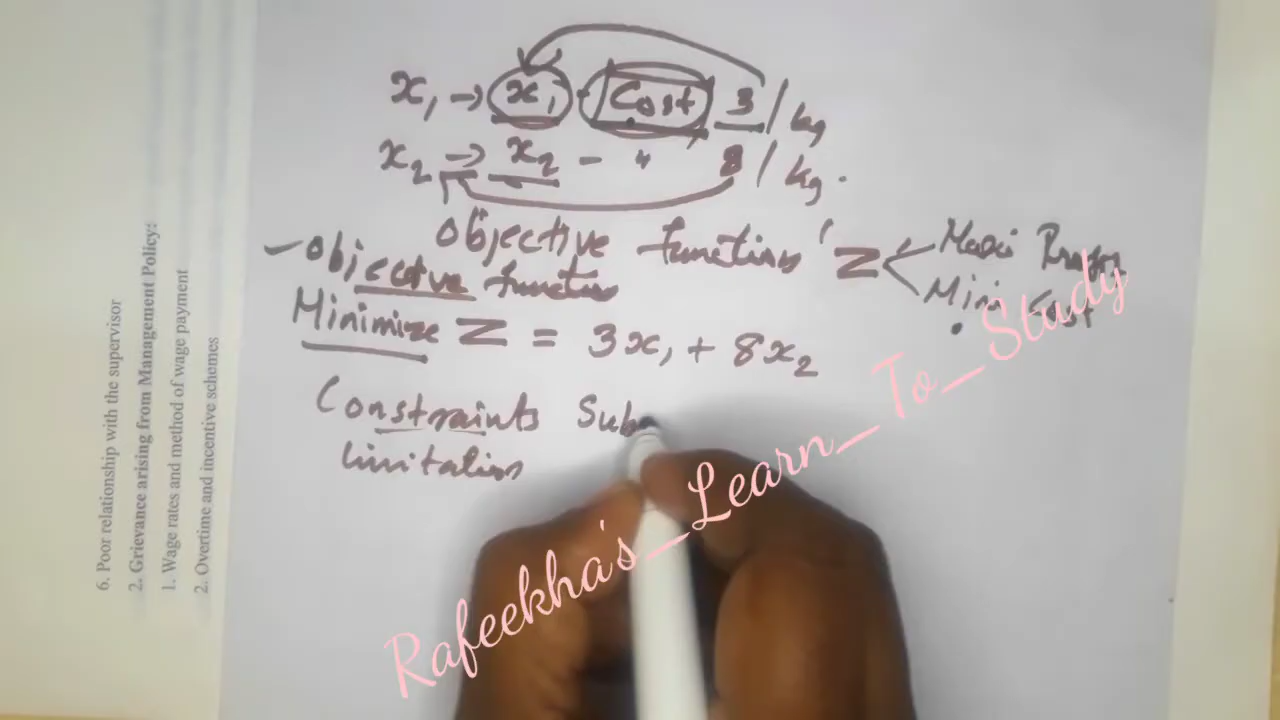 x₁ → x₁ - Cost 3/kg
x₂ → x₂ - " 8/kg.
Objective function' Z
Maxi
Mini Cost
Objective function
Minimize Z = 3x₁ + 8x₂
Constraints Sub
limitation
6. Poor relationship with the supervisor
2. Grievance arising from Management Policy:
1. Wage rates and method of wage payment
2. Overtime and incentive schemes
Rafeekha's_Learn_To_Study